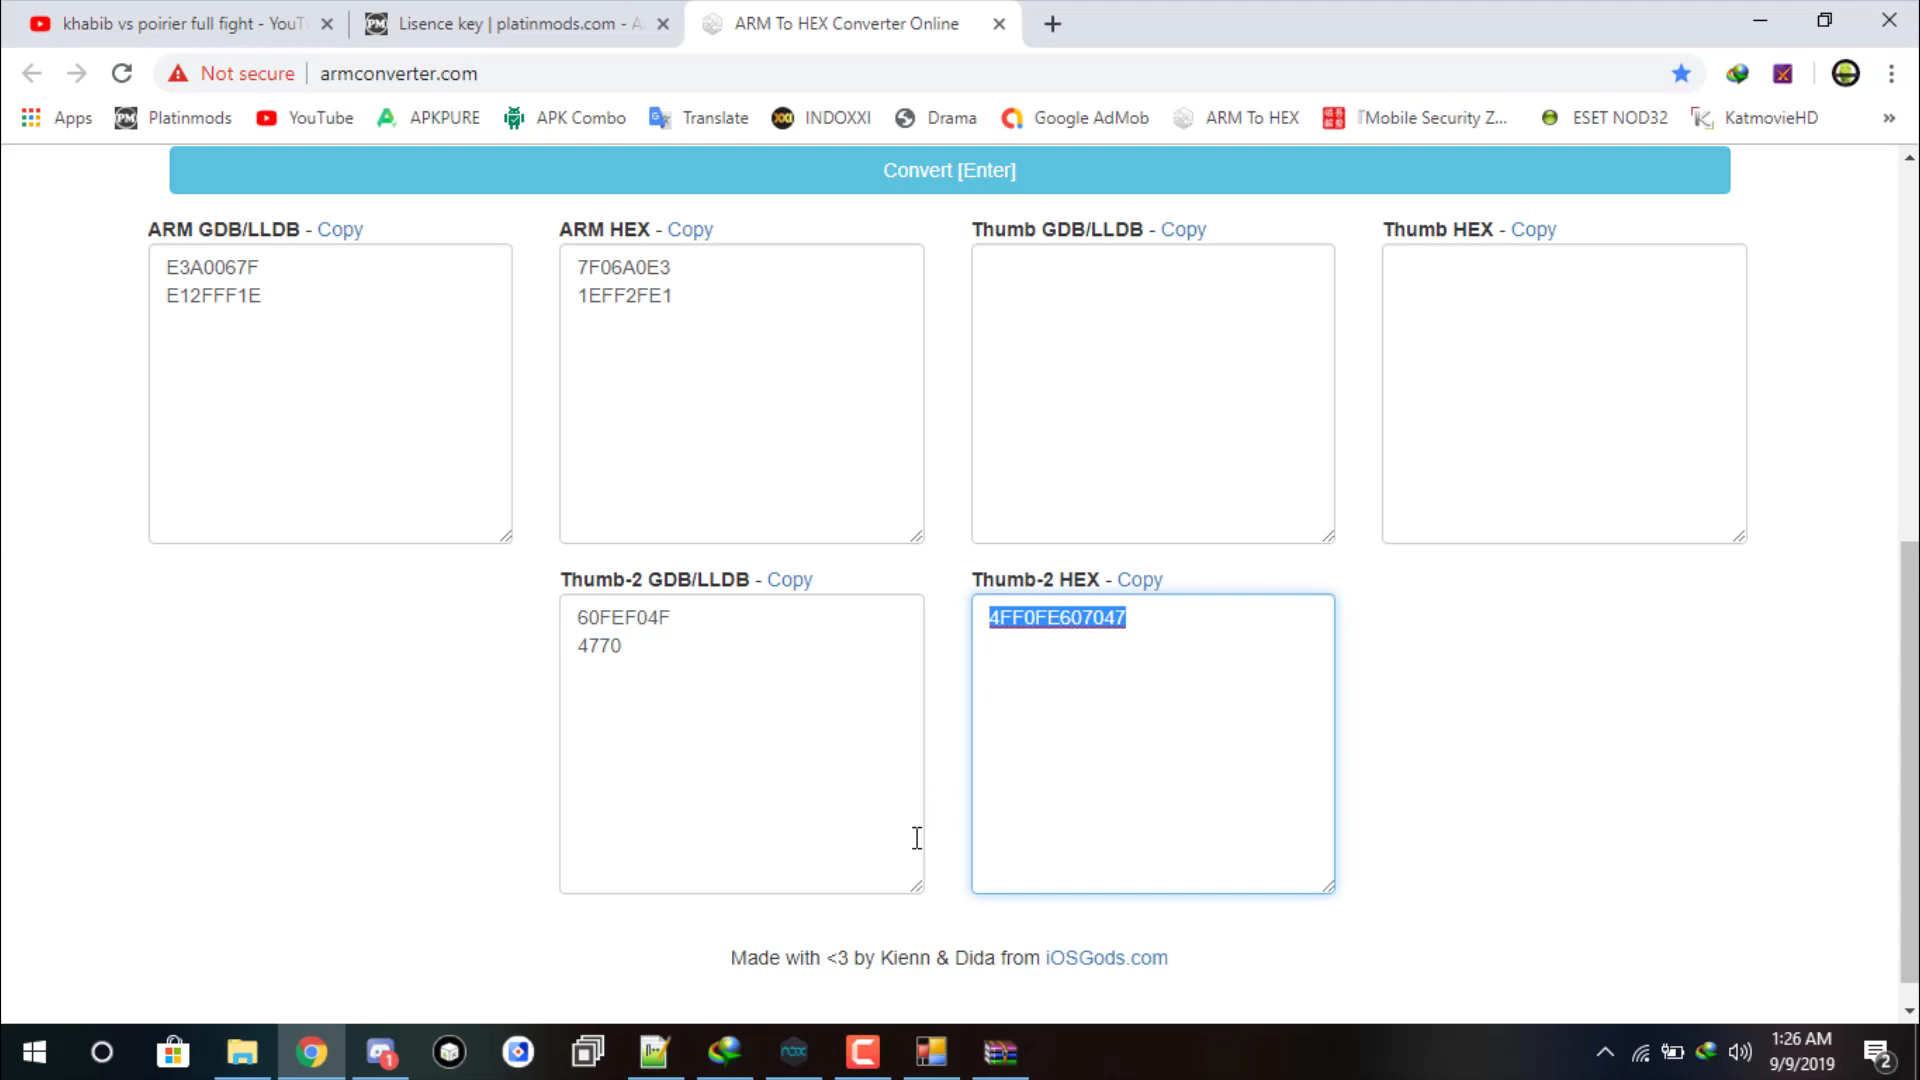 khabib vs poirier full fight - YouT
Lisence key | platinmods.com - A
ARM To HEX Converter Online
Not secure
armconverter.com
Apps
Platinmods
YouTube
APKPURE
APK Combo
Translate
INDOXXI
Drama
Google AdMob
ARM To HEX
『Mobile Security Z...
ESET NOD32
KatmovieHD
»
Convert [Enter]
ARM GDB/LLDB - Copy
ARM HEX - Copy
Thumb GDB/LLDB - Copy
Thumb HEX - Copy
E3A0067F
E12FFF1E
7F06A0E3
1EFF2FE1
Thumb-2 GDB/LLDB - Copy
Thumb-2 HEX - Copy
60FEF04F
4770
4FF0FE607047
Made with <3 by Kienn & Dida from iOSGods.com
1:26 AM
9/9/2019